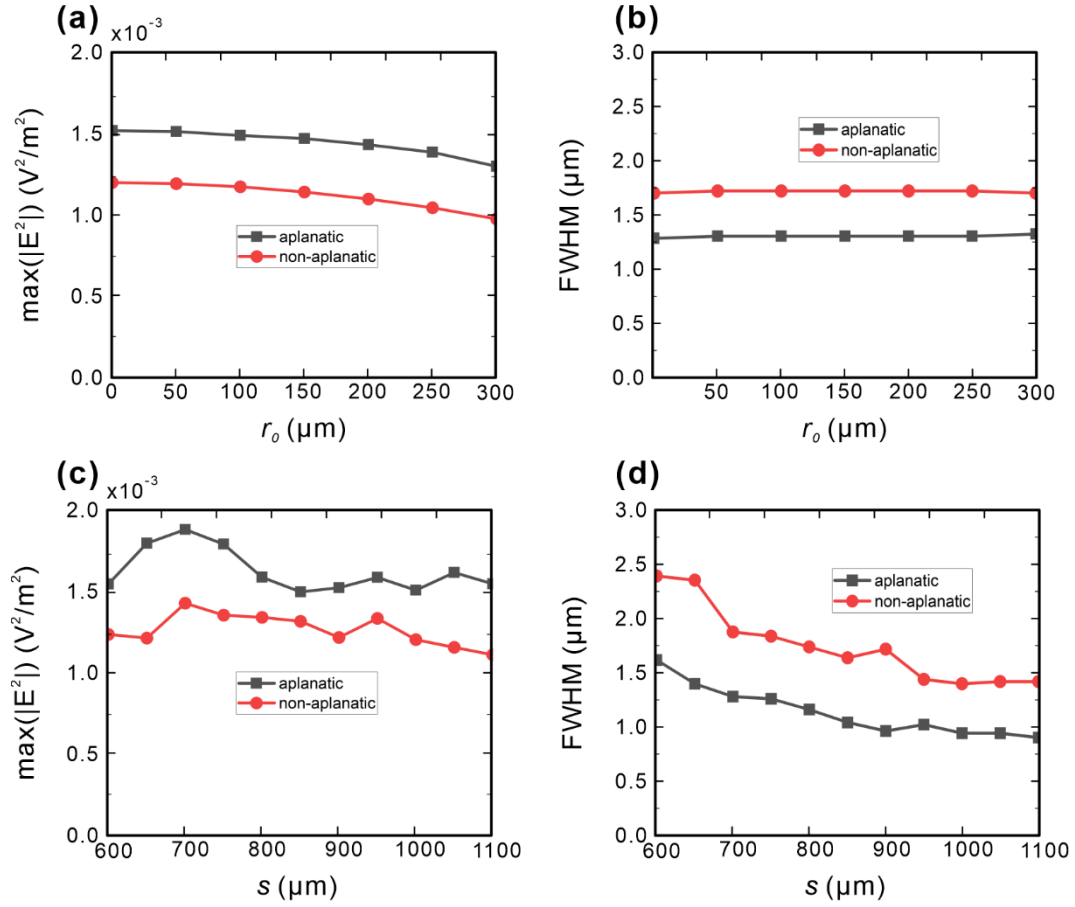 (a)
×10⁻³
2.0
1.5
1.0
0.5
0.0
max(|E²|) (V²/m²)
aplanatic
non-aplanatic
0 50 100 150 200 250 300
rₒ (µm)
(b)
3.0
2.5
2.0
1.5
1.0
0.5
0.0
FWHM (µm)
aplanatic
non-aplanatic
50 100 150 200 250 300
rₒ (µm)
(c)
×10⁻³
2.0
1.5
1.0
0.5
0.0
max(|E²|) (V²/m²)
aplanatic
non-aplanatic
600 700 800 900 1000 1100
s (µm)
(d)
3.0
2.5
2.0
1.5
1.0
0.5
0.0
FWHM (µm)
aplanatic
non-aplanatic
600 700 800 900 1000 1100
s (µm)